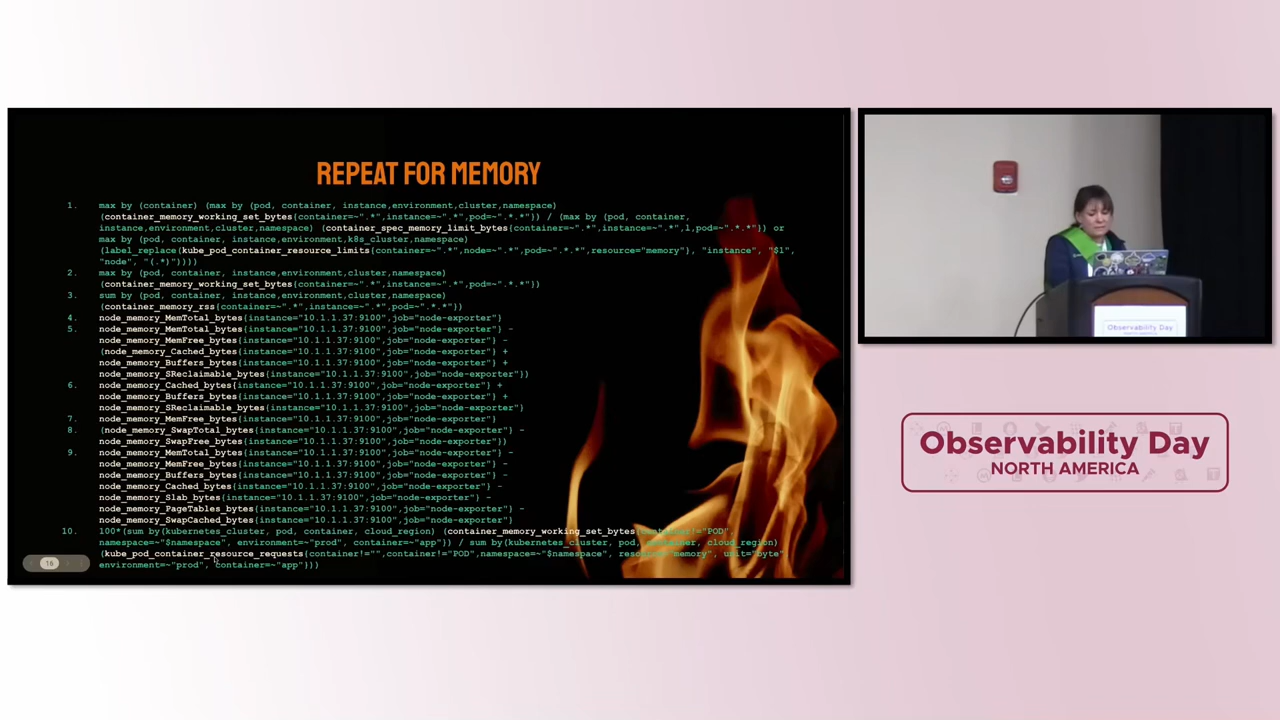 REPEAT FOR MEMORY
1. max by (container) (max by (pod, container, instance,environment,cluster,namespace)
(container_memory_working_set_bytes{container=~".*",instance=~".*",pod=~".*.*"}) / (max by (pod, container,
instance,environment,cluster,namespace) (container_spec_memory_limit_bytes{container=~".*",instance=~".*",l,pod=~".*.*"}) or
max by (pod, container, instance,environment,k8s_cluster,namespace)
(label_replace(kube_pod_container_resource_limits{container=~".*",node=~".*",pod=~".*.*",resource="memory"}, "instance", "$1",
"node", "(.*)"))))
2. max by (pod, container, instance,environment,cluster,namespace)
(container_memory_working_set_bytes{container=~".*",instance=~".*",pod=~".*.*"})
3. sum by (pod, container, instance,environment,cluster,namespace)
(container_memory_rss{container=~".*",instance=~".*",pod=~".*.*"})
4. node_memory_MemTotal_bytes{instance="10.1.1.37:9100",job="node-exporter"}
5. node_memory_MemTotal_bytes{instance="10.1.1.37:9100",job="node-exporter"} -
node_memory_MemFree_bytes{instance="10.1.1.37:9100",job="node-exporter"} -
(node_memory_Cached_bytes{instance="10.1.1.37:9100",job="node-exporter"} +
node_memory_Buffers_bytes{instance="10.1.1.37:9100",job="node-exporter"} +
node_memory_SReclaimable_bytes{instance="10.1.1.37:9100",job="node-exporter"})
6. node_memory_Cached_bytes{instance="10.1.1.37:9100",job="node-exporter"} +
node_memory_Buffers_bytes{instance="10.1.1.37:9100",job="node-exporter"} +
node_memory_SReclaimable_bytes{instance="10.1.1.37:9100",job="node-exporter"}
7. node_memory_MemFree_bytes{instance="10.1.1.37:9100",job="node-exporter"}
8. (node_memory_SwapTotal_bytes{instance="10.1.1.37:9100",job="node-exporter"} -
node_memory_SwapFree_bytes{instance="10.1.1.37:9100",job="node-exporter"})
9. node_memory_MemTotal_bytes{instance="10.1.1.37:9100",job="node-exporter"} -
node_memory_MemFree_bytes{instance="10.1.1.37:9100",job="node-exporter"} -
node_memory_Buffers_bytes{instance="10.1.1.37:9100",job="node-exporter"} -
node_memory_Cached_bytes{instance="10.1.1.37:9100",job="node-exporter"} -
node_memory_Slab_bytes{instance="10.1.1.37:9100",job="node-exporter"} -
node_memory_PageTables_bytes{instance="10.1.1.37:9100",job="node-exporter"} -
node_memory_SwapCached_bytes{instance="10.1.1.37:9100",job="node-exporter"}
10. 100*(sum by(kubernetes_cluster, pod, container, cloud_region) (container_memory_working_set_bytes{container!="POD",
namespace=~"$namespace", environment=~"prod", container=~"app"}) / sum by(kubernetes_cluster, pod, container, cloud_region)
(kube_pod_container_resource_requests{container!="",container!="POD",namespace=~"$namespace", resource="memory", unit="byte"
environment=~"prod", container=~"app"}))
16
Observability Day
Observability Day
NORTH AMERICA